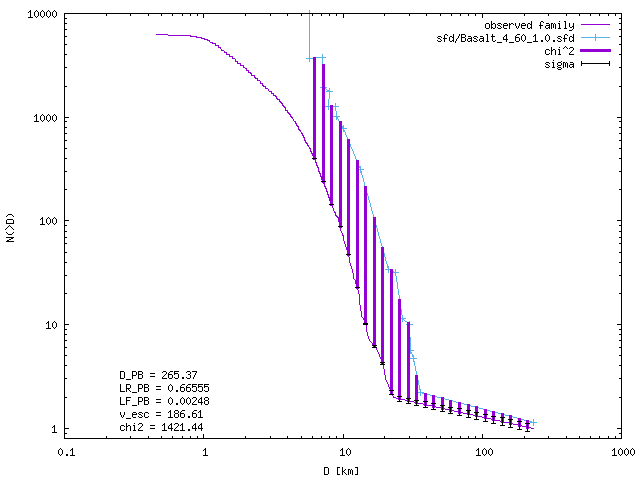 10000
1000
100
10
1
N(>D)
observed family
sfd/Basalt_4_60_1.0.sfd
chi^2
sigma
D_PB = 265.37
LR_PB = 0.66555
LF_PB = 0.00248
v_esc = 186.61
chi2 = 1421.44
0.1 1 10 100 1000
D [km]